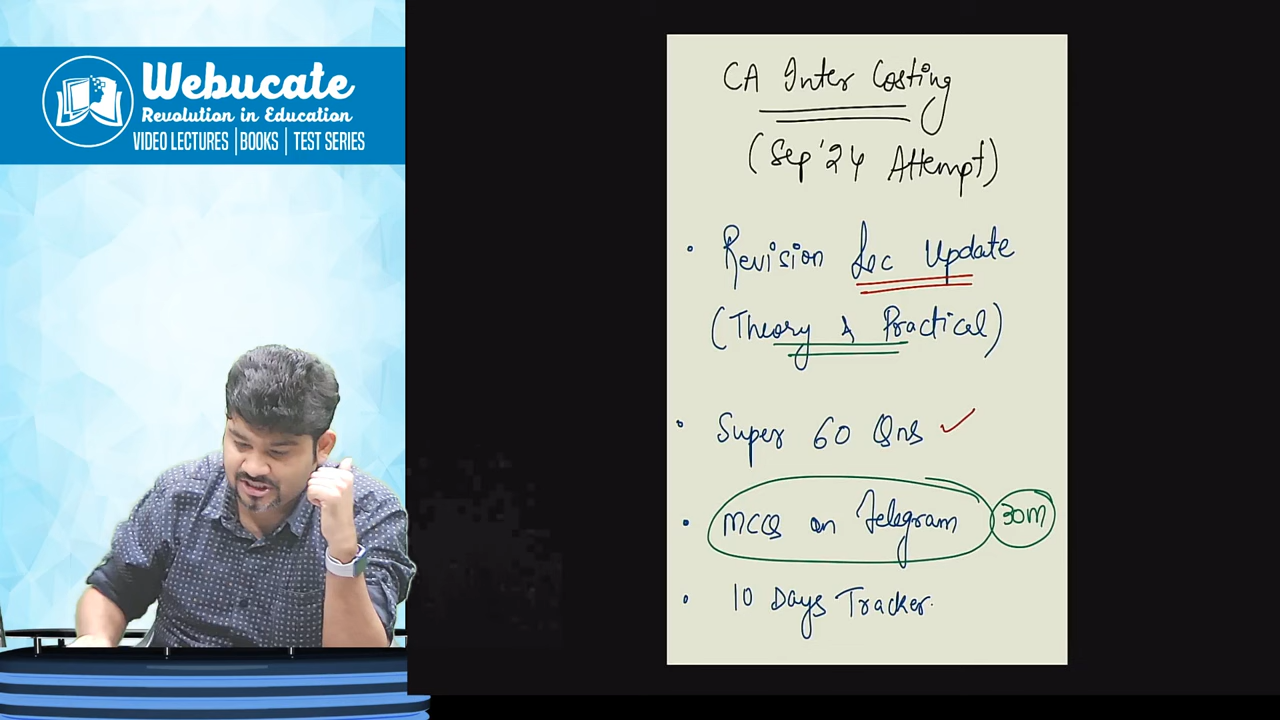 Webucate
Revolution in Education
VIDEO LECTURES | BOOKS | TEST SERIES
CA Inter Costing
(Sep'24 Attempt)
• Revision Lec Update
(Theory & Practical)
• Super 60 Qns ✓
• MCQs on Telegram 30M
• 10 Days Tracker.